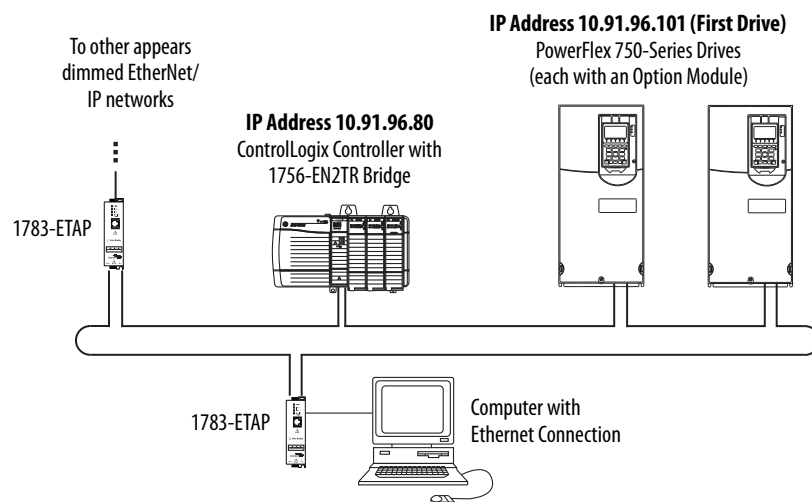 IP Address 10.91.96.101 (First Drive)
PowerFlex 750-Series Drives
(each with an Option Module)
To other appears
dimmed EtherNet/
IP networks
IP Address 10.91.96.80
ControlLogix Controller with
1756-EN2TR Bridge
1783-ETAP
1783-ETAP
Computer with
Ethernet Connection